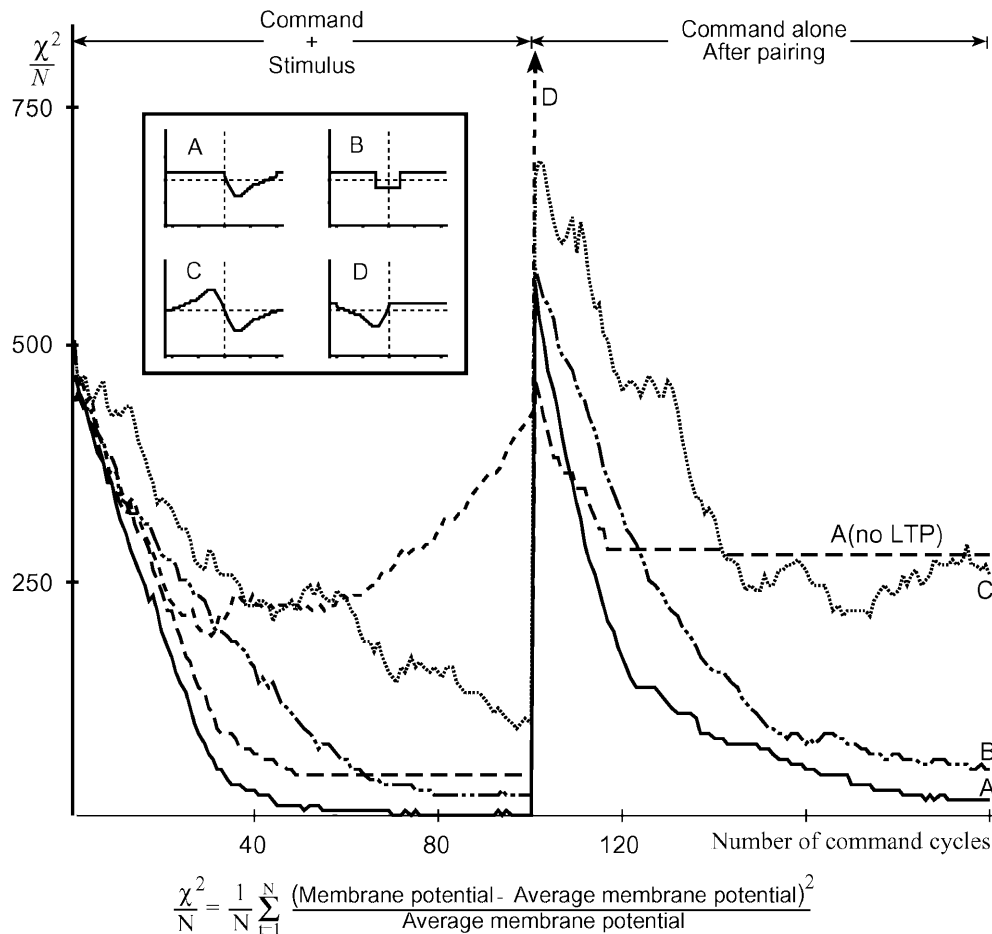 Command
+
Stimulus
Command alone
After pairing
χ²
N
D
750
A
B
C
D
500
A(no LTP)
C
250
B
A
40
80
120
Number of command cycles
χ²/N = 1/N Σ N t=1 (Membrane potential - Average membrane potential)² / Average membrane potential